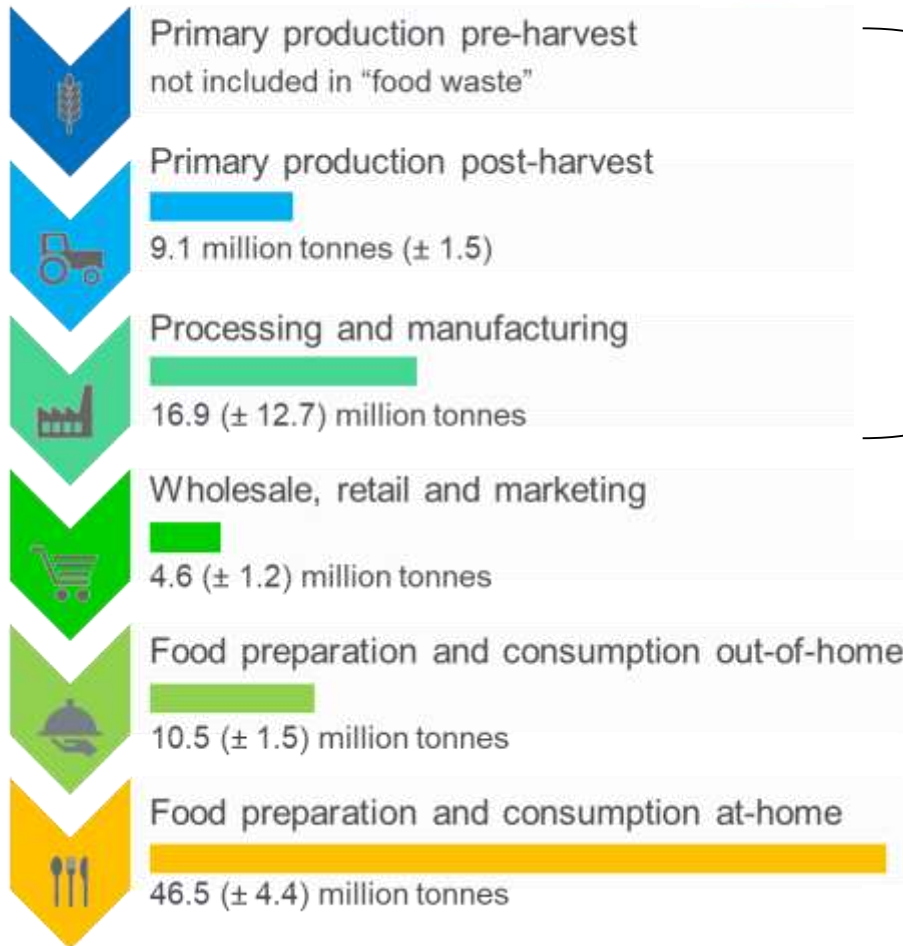 Primary production pre-harvest
not included in “food waste”
Primary production post-harvest
9.1 million tonnes (± 1.5)
Processing and manufacturing
16.9 (± 12.7) million tonnes
Wholesale, retail and marketing
4.6 (± 1.2) million tonnes
Food preparation and consumption out-of-home
10.5 (± 1.5) million tonnes
Food preparation and consumption at-home
46.5 (± 4.4) million tonnes